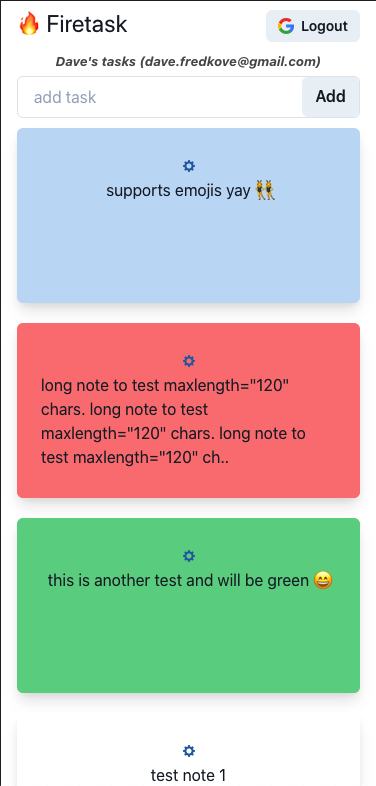 🔥 Firetask
Logout
Dave's tasks (dave.fredkove@gmail.com)
add task
Add
supports emojis yay 👯
long note to test maxlength="120"
chars. long note to test
maxlength="120" chars. long note to
test maxlength="120" ch..
this is another test and will be green 😄
test note 1